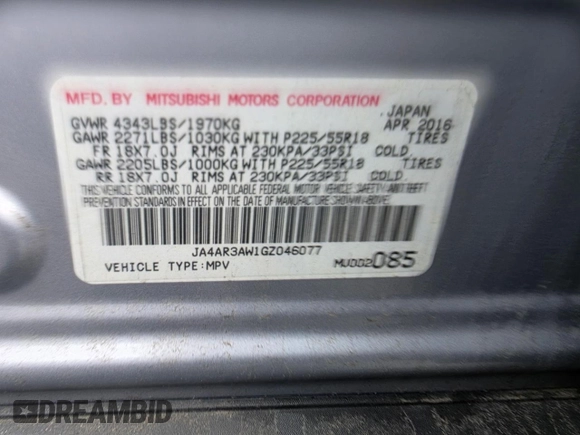 MFD. BY MITSUBISHI MOTORS CORPORATION
JAPAN
GVWR 4343LBS/1970KG APR 2016
GAWR 2271LBS/1030KG WITH P225/55R18 TIRES
FR 18X7.0J RIMS AT 230KPA/33PSI COLD.
GAWR 2205LBS/1000KG WITH P225/55R18 TIRES
RR 18X7.0J RIMS AT 230KPA/33PSI COLD.
THIS VEHICLE CONFORMS TO ALL APPLICABLE FEDERAL MOTOR VEHICLE SAFETY AND THEFT
PREVENTION STANDARDS IN EFFECT ON THE DATE OF MANUFACTURE SHOWN ABOVE.
JA4AR3AW1GZ046077
VEHICLE TYPE:MPV MU002085
DREAMBID